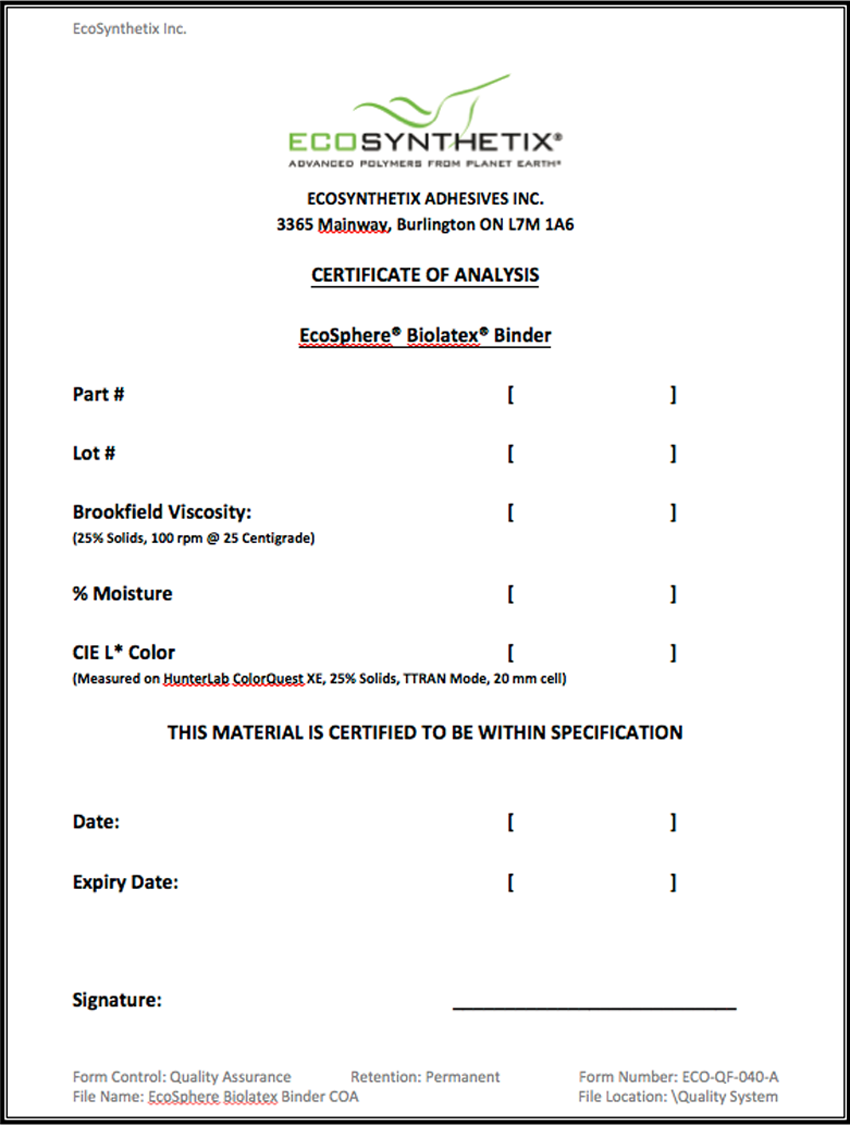 EcoSynthetix Inc.
ECOSYNTHETIX®
ADVANCED POLYMERS FROM PLANET EARTH®
ECOSYNTHETIX ADHESIVES INC.
3365 Mainway, Burlington ON L7M 1A6
CERTIFICATE OF ANALYSIS
EcoSphere® Biolatex® Binder
Part # [ ]
Lot # [ ]
Brookfield Viscosity: [ ]
(25% Solids, 100 rpm @ 25 Centigrade)
% Moisture [ ]
CIE L* Color [ ]
(Measured on HunterLab ColorQuest XE, 25% Solids, TTRAN Mode, 20 mm cell)
THIS MATERIAL IS CERTIFIED TO BE WITHIN SPECIFICATION
Date: [ ]
Expiry Date: [ ]
Signature:
Form Control: Quality Assurance Retention: Permanent Form Number: ECO-QF-040-A
File Name: EcoSphere Biolatex Binder COA File Location: \Quality System